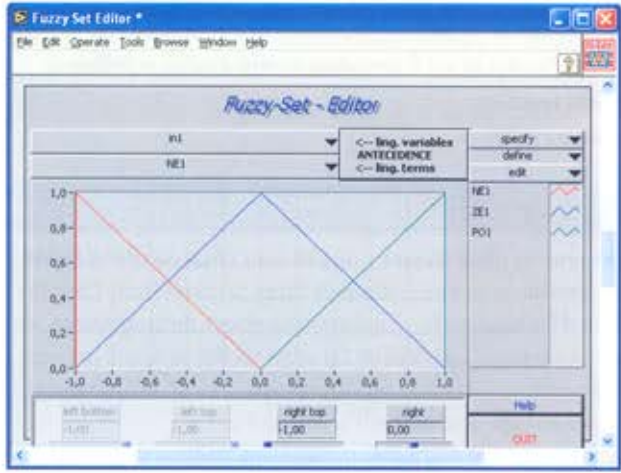 Fuzzy Set Editor *
File Edit Operate Tools Browse Window Help
Fuzzy-Set - Editor
in1
<-- ling. variables
ANTECEDENCE
<-- ling. terms
NE1
specify
define
edit
NE1
ZE1
PO1
1,0
0,8
0,6
0,4
0,2
0,0
-1,0 -0,8 -0,6 -0,4 -0,2 0,0 0,2 0,4 0,6 0,8 1,0
left bottom left top right top right
-1,00 -1,00 -1,00 0,00
Help
QUIT